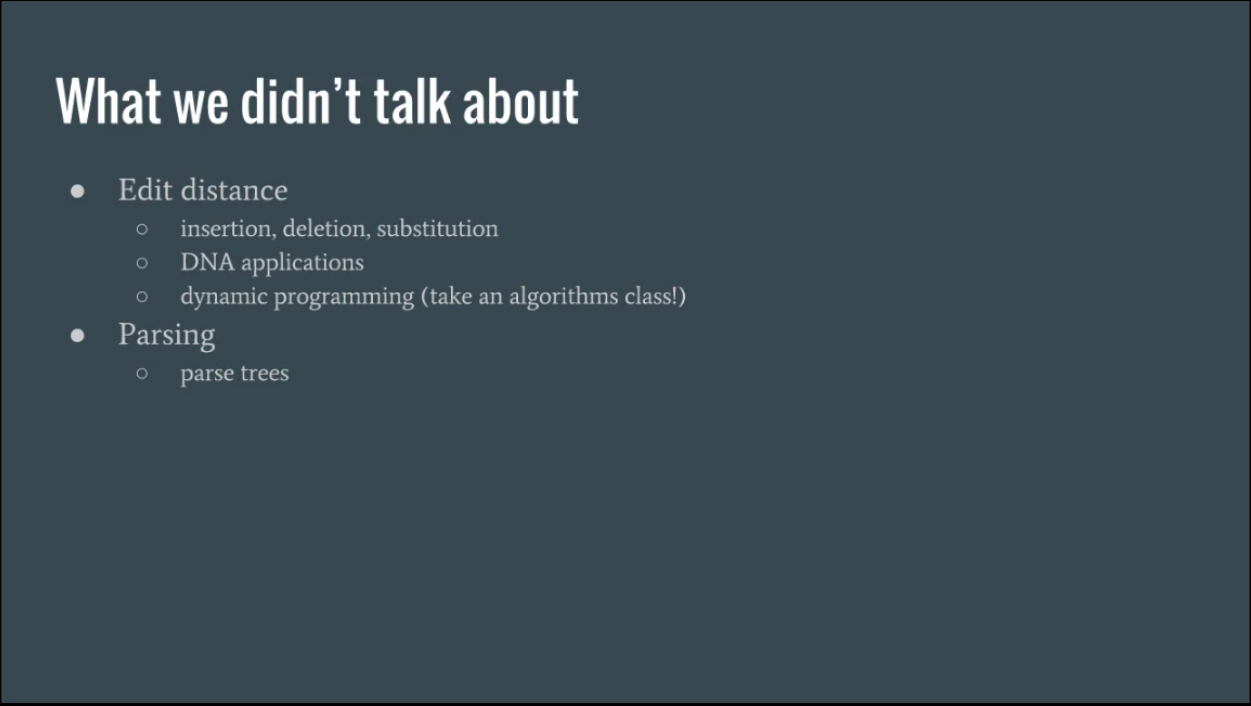 What we didn’t talk about
● Edit distance
○ insertion, deletion, substitution
○ DNA applications
○ dynamic programming (take an algorithms class!)
● Parsing
○ parse trees